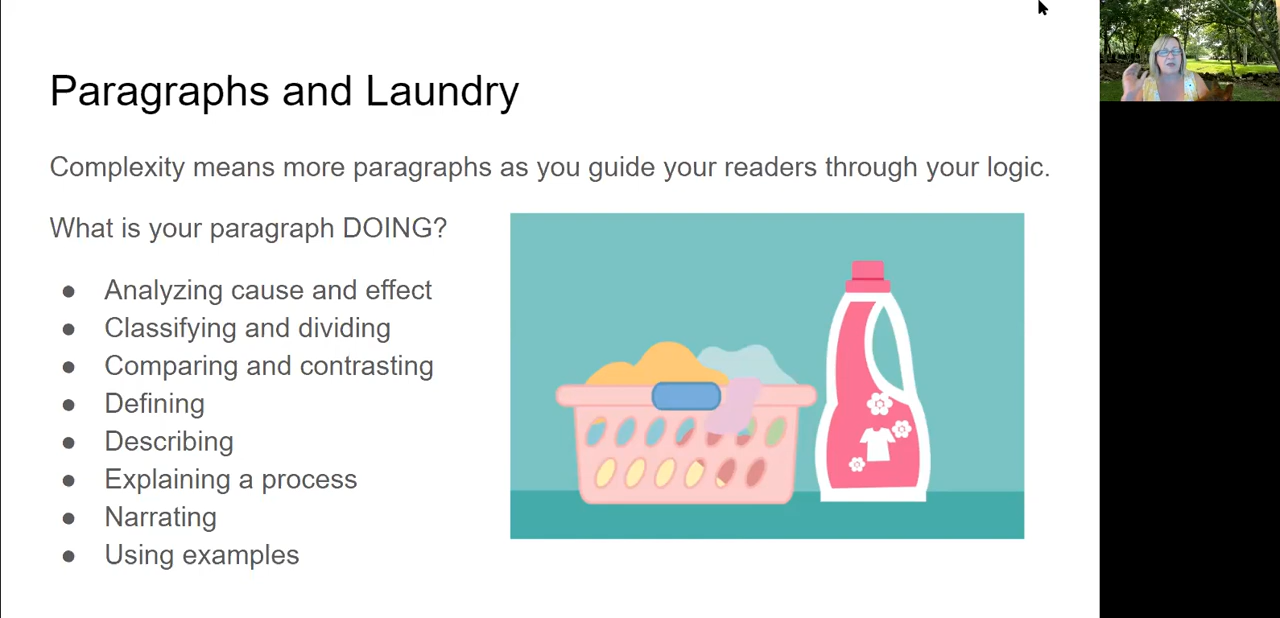 Paragraphs and Laundry
Complexity means more paragraphs as you guide your readers through your logic.
What is your paragraph DOING?
● Analyzing cause and effect
● Classifying and dividing
● Comparing and contrasting
● Defining
● Describing
● Explaining a process
● Narrating
● Using examples